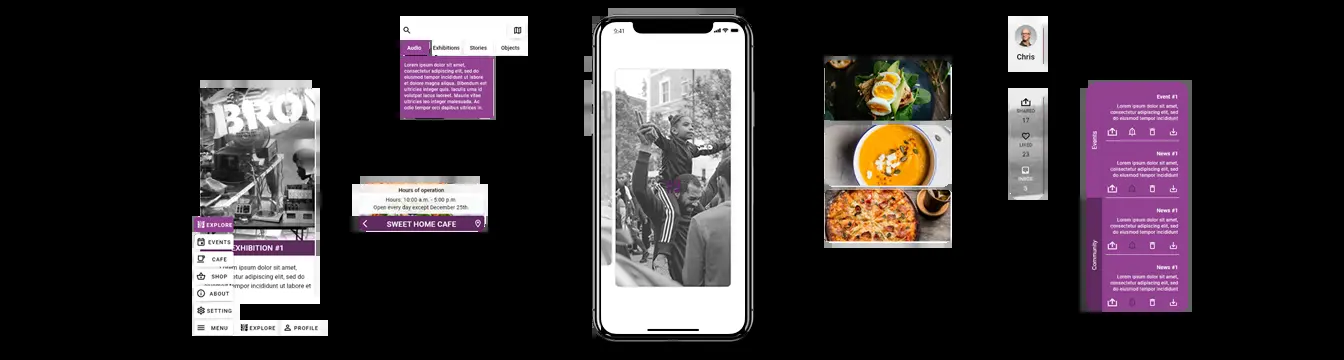 BRON
EXPLORE
EVENTS
CAFE
SHOP
ABOUT
SETTING
MENU
EXPLORE
PROFILE
EXHIBITION #1
Lorem ipsum dolor sit amet,
consectetur adipiscing elit, sed do
tempor incididunt ut labore et
Audio
Exhibitions
Stories
Objects
Lorem ipsum dolor sit amet,
consectetur adipiscing elit, sed do
eiusmod tempor incididunt ut labore
et dolore magna aliqua. Bibendum est
ultricies integer quis. Iaculis urna id
volutpat lacus laoreet. Mauris vitae
ultricies leo integer malesuada. Ac
odio tempor orci dapibus ultrices in.
Hours of operation
Hours: 10:00 a.m. - 5:00 p.m
Open every day except December 25th.
SWEET HOME CAFE
9:41
Chris
SHARED
17
LIKED
23
9
Events
Event #1
Lorem ipsum dolor sit amet,
consectetur adipiscing elit, sed
do eiusmod tempor incididunt
News #1
Lorem ipsum dolor sit amet,
consectetur adipiscing elit, sed
do eiusmod tempor incididunt
Community
News #1
Lorem ipsum dolor sit amet,
consectetur adipiscing elit, sed
do eiusmod tempor incididunt
News #1
Lorem ipsum dolor sit amet,
consectetur adipiscing elit, sed
do eiusmod tempor incididunt